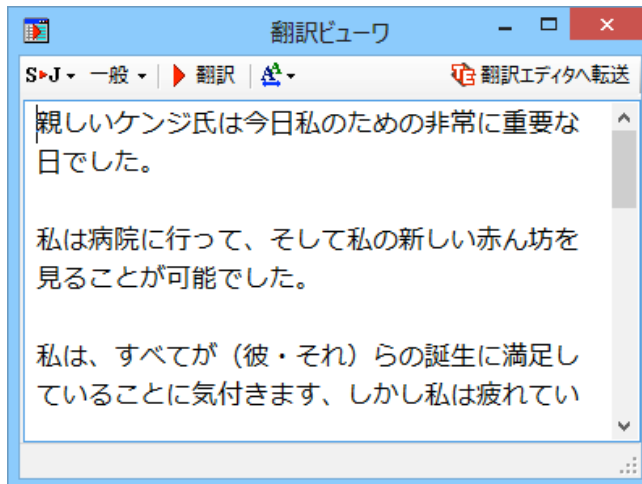 翻訳ビューワ
S▶J 一般 翻訳 翻訳エディタへ転送
親しいケンジ氏は今日私のための非常に重要な
日でした。
私は病院に行って、そして私の新しい赤ん坊を
見ることが可能でした。
私は、すべてが（彼・それ）らの誕生に満足し
ていることに気付きます、しかし私は疲れてい